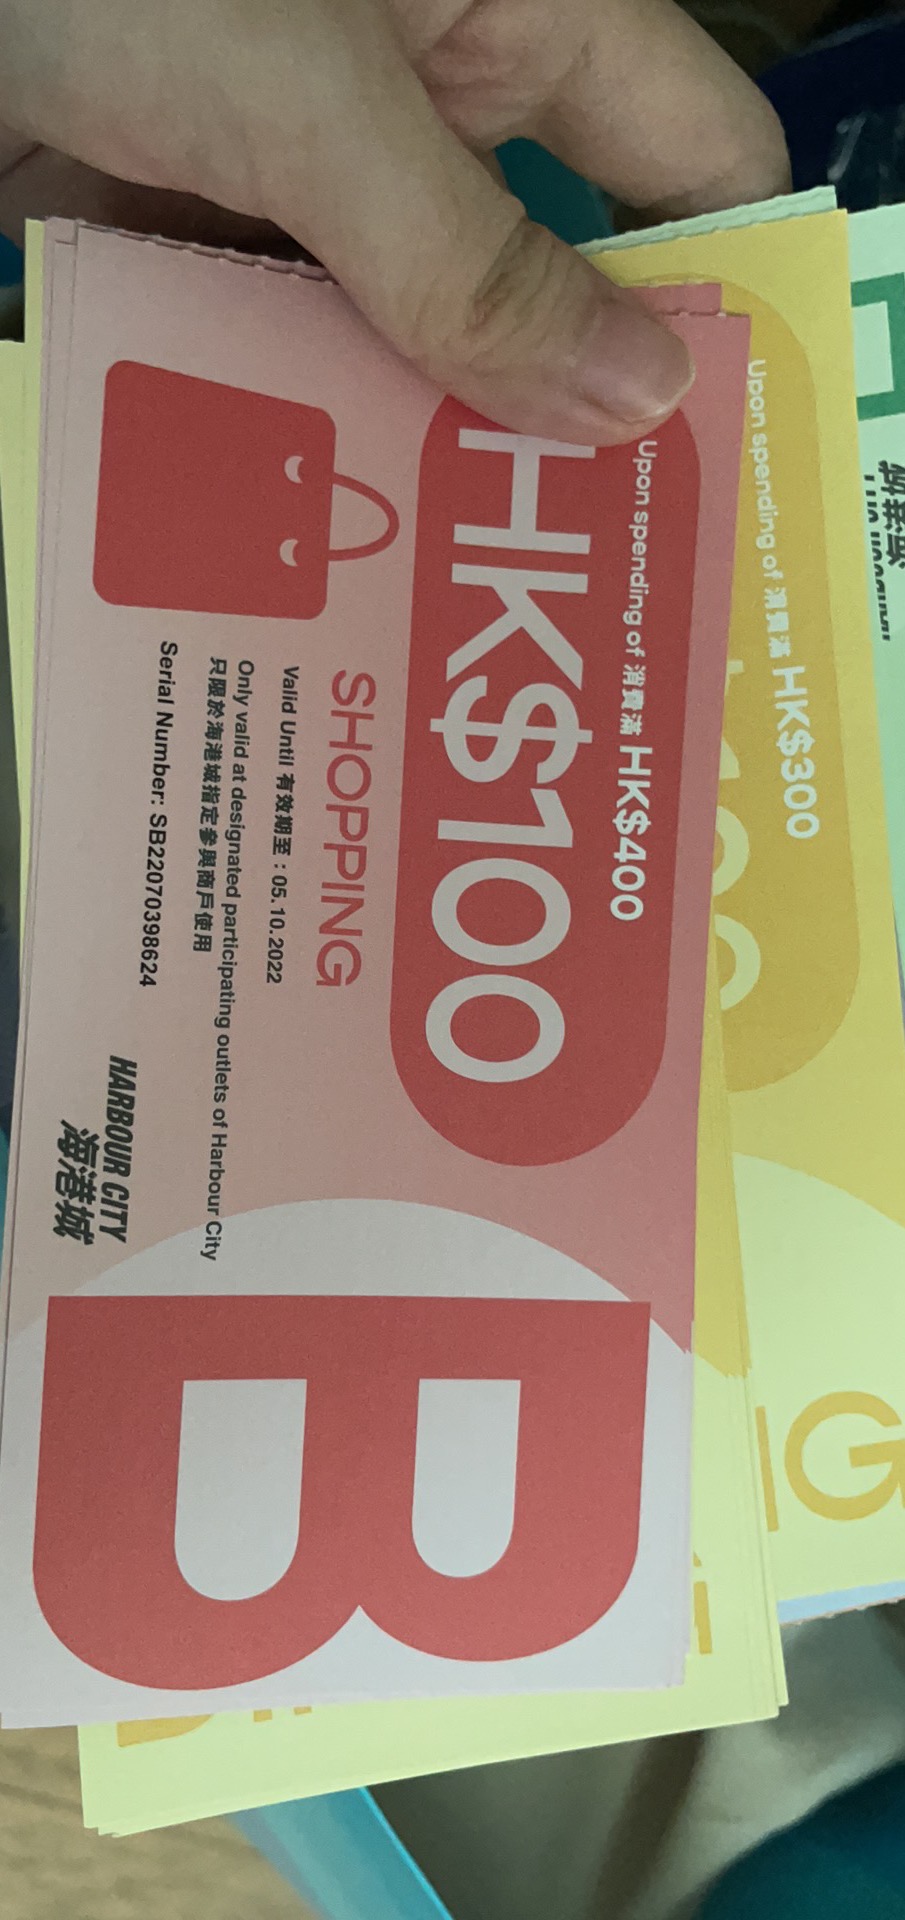 Upon spending of 消費滿 HK$400
HK$100
SHOPPING
Valid Until 有效期至：05.10.2022
Only valid at designated participating outlets of Harbour City
只限於海港城指定參與商戶使用
Serial Number: SB22070398624
HARBOUR CITY
海港城
B
Upon spending of 消費滿 HK$300